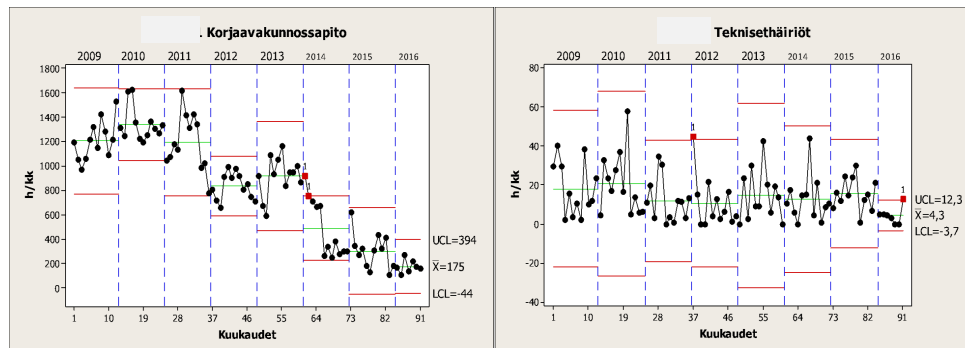 . Korjaavakunnossapito
2009 2010 2011 2012 2013 2014 2015 2016
1800
1600
1400
1200
1000
800
600
400
200
0
h/kk
1
1
UCL=394
X̄=175
LCL=-44
1 10 19 28 37 46 55 64 73 82 91
Kuukaudet
Teknisethäiriöt
2009 2010 2011 2012 2013 2014 2015 2016
80
60
40
20
0
-20
-40
h/kk
1
1
UCL=12,3
X̄=4,3
LCL=-3,7
1 10 19 28 37 46 55 64 73 82 91
Kuukaudet